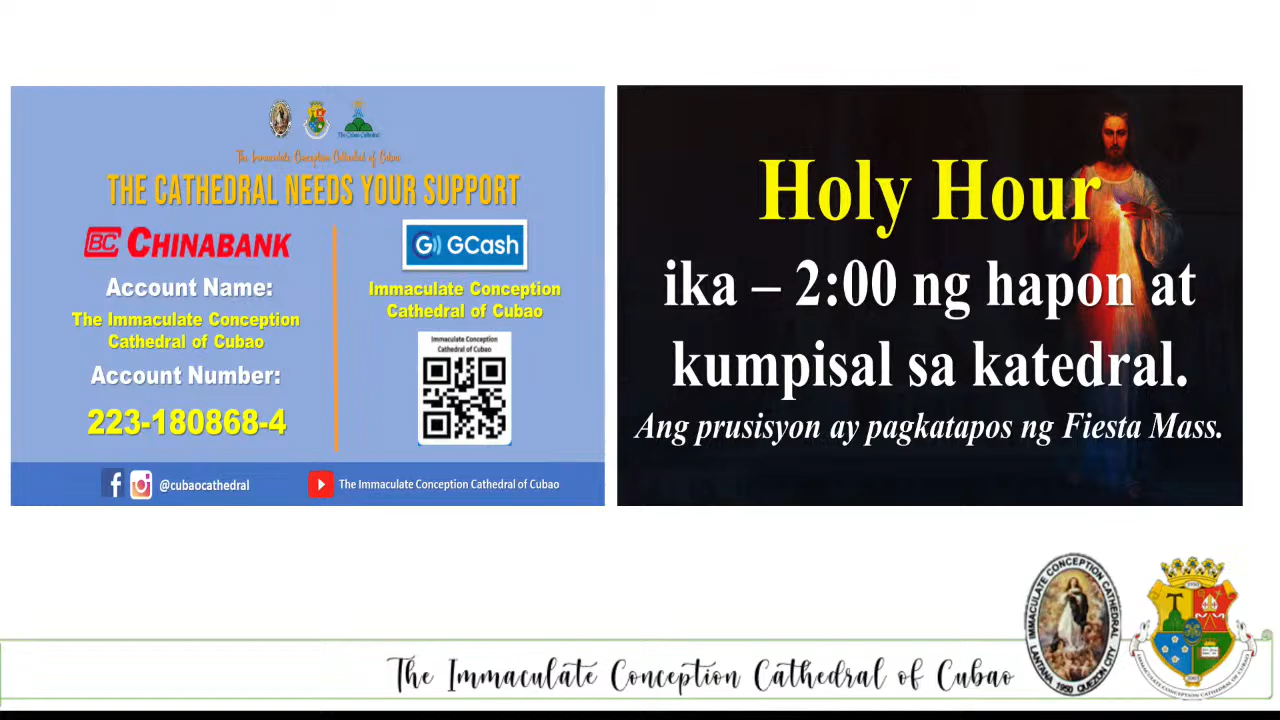 The Immaculate Conception Cathedral of Cubao
THE CATHEDRAL NEEDS YOUR SUPPORT
CBC CHINABANK
Account Name:
The Immaculate Conception
Cathedral of Cubao
Account Number:
223-180868-4
GCash
Immaculate Conception
Cathedral of Cubao
Immaculate Conception
Cathedral of Cubao
@cubaocathedral
The Immaculate Conception Cathedral of Cubao
Holy Hour
ika – 2:00 ng hapon at
kumpisal sa katedral.
Ang prusisyon ay pagkatapos ng Fiesta Mass.
The Immaculate Conception Cathedral of Cubao
IMMACULATE CONCEPTION CATHEDRAL
LANTANA 1950 QUEZON CITY